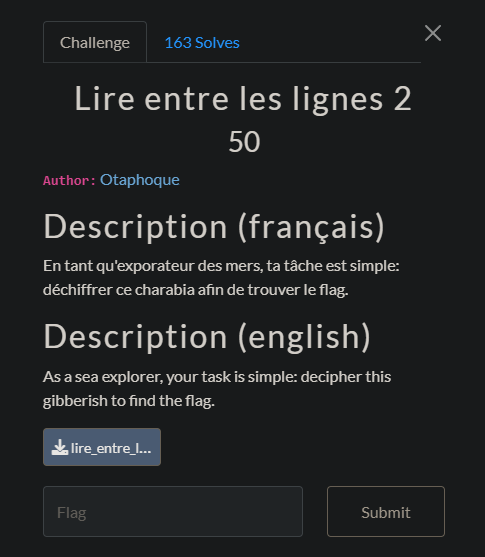 Challenge
163 Solves
Lire entre les lignes 2
50
Author: Otaphoque
Description (français)
En tant qu'exporateur des mers, ta tâche est simple:
déchiffrer ce charabia afin de trouver le flag.
Description (english)
As a sea explorer, your task is simple: decipher this
gibberish to find the flag.
lire_entre_l...
Flag
Submit